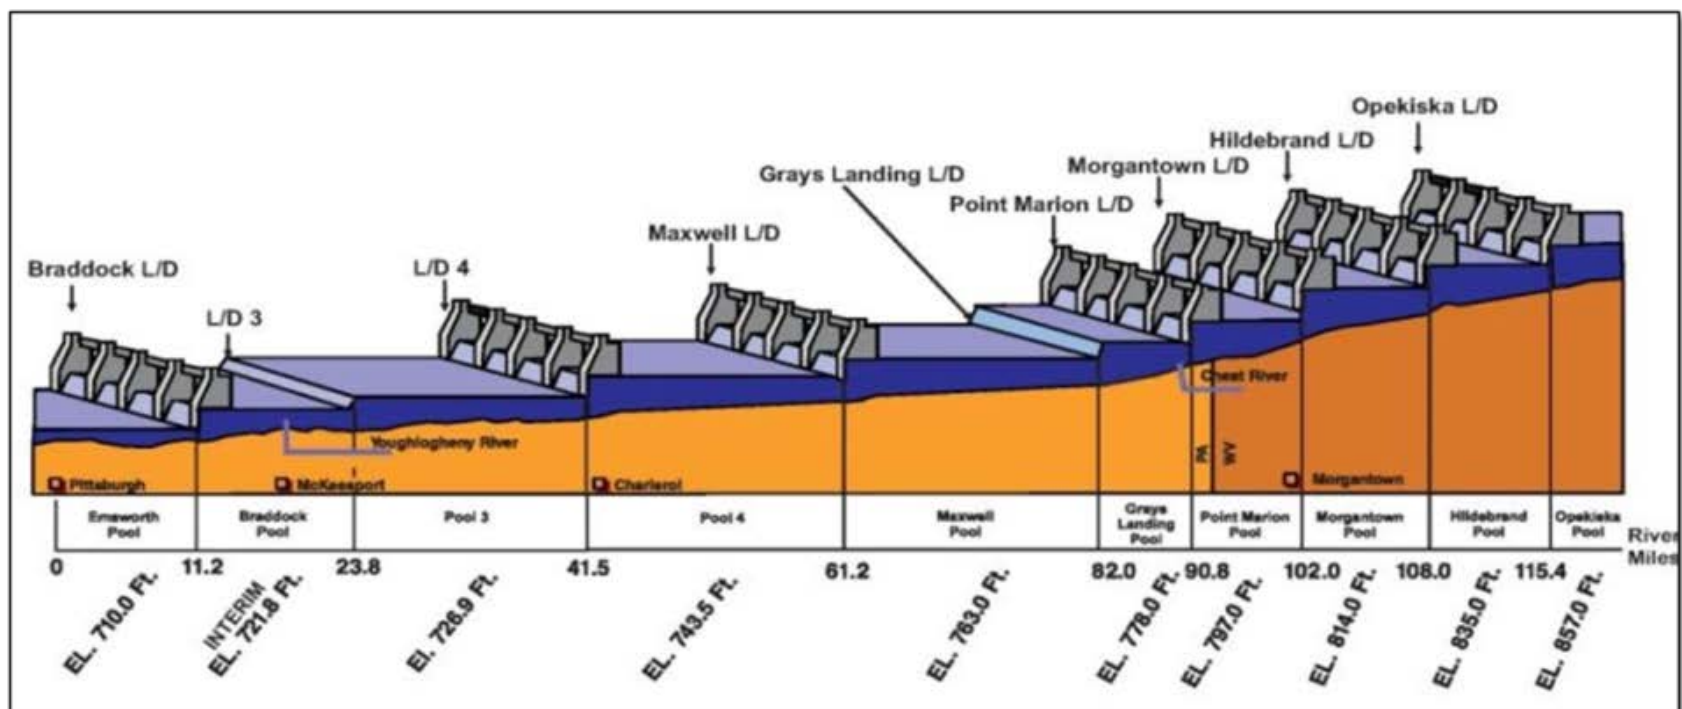 Opekiska L/D
Hildebrand L/D
Morgantown L/D
Grays Landing L/D
Point Marion L/D
Maxwell L/D
Braddock L/D
L/D 4
L/D 3
Cheat River
Youghiogheny River
PA
WV
Pittsburgh
McKeesport
Charleroi
Morgantown
Emsworth
Pool
Braddock
Pool
Pool 3
Pool 4
Maxwell
Pool
Grays
Landing
Pool
Point Marion
Pool
Morgantown
Pool
Hildebrand
Pool
Opekiska
Pool
River
Miles
0
11.2
23.8
41.5
61.2
82.0
90.8
102.0
108.0
115.4
EL. 710.0 Ft.
INTERIM
EL. 721.8 Ft.
El. 726.9 Ft.
EL. 743.5 Ft.
EL. 763.0 Ft.
EL. 778.0 Ft.
EL. 797.0 Ft.
EL. 814.0 Ft.
EL. 835.0 Ft.
EL. 857.0 Ft.